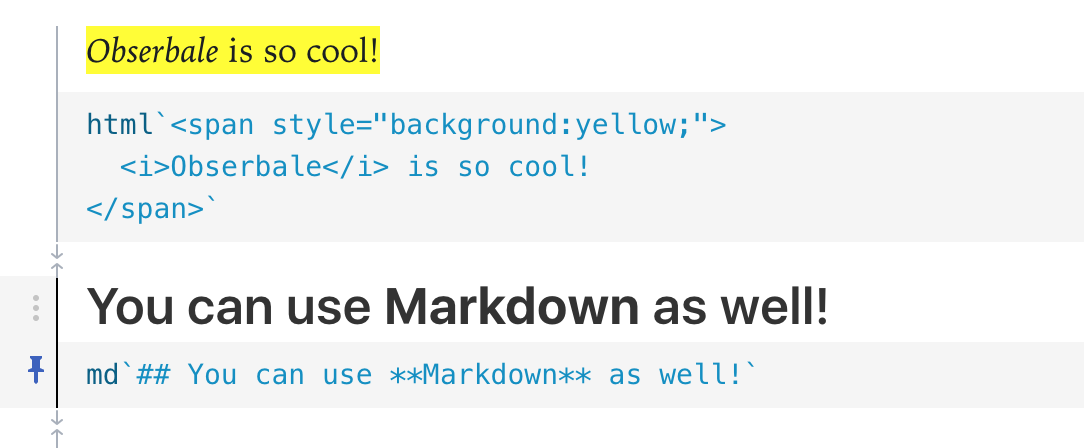 Obserbale is so cool!
html`<span style="background:yellow;">
<i>Obserbale</i> is so cool!
</span>`
You can use Markdown as well!
md`## You can use **Markdown** as well!`